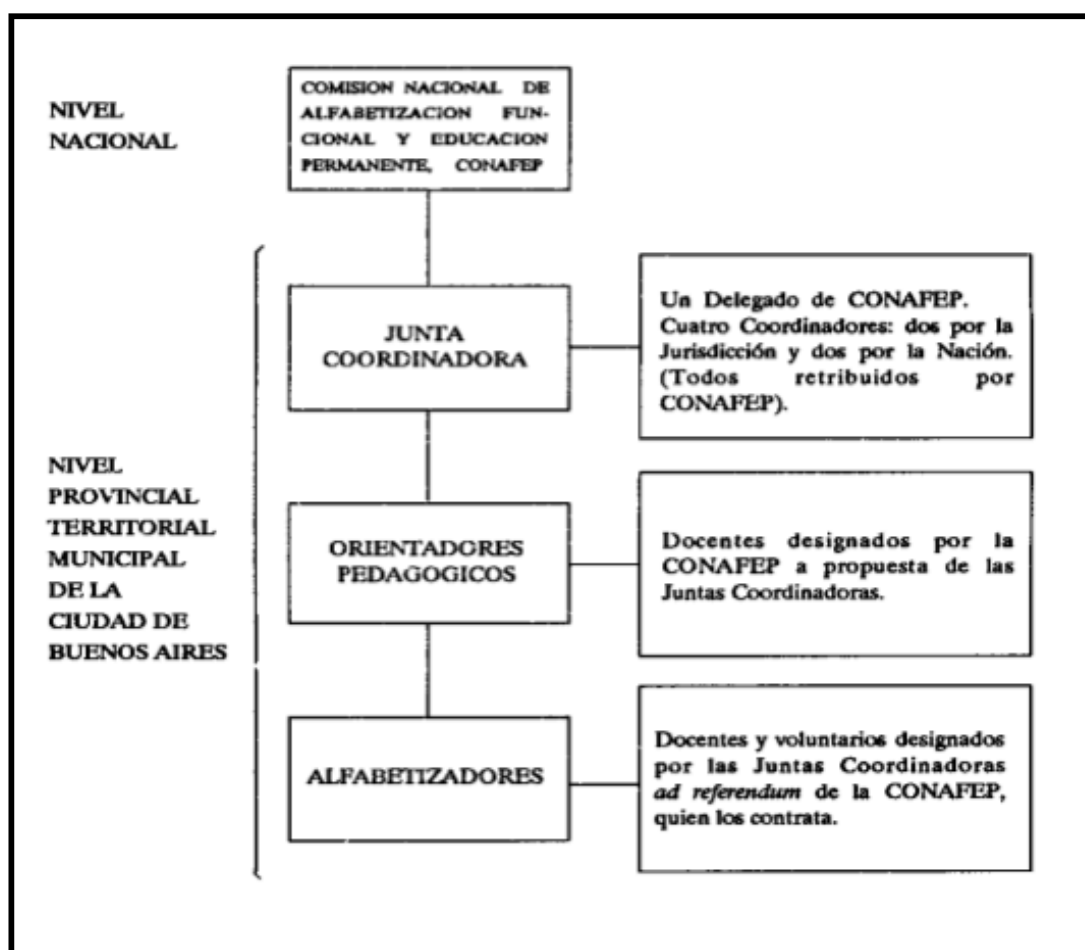 NIVEL
NACIONAL
COMISION NACIONAL DE
ALFABETIZACION FUN-
CIONAL Y EDUCACION
PERMANENTE, CONAFEP
NIVEL
PROVINCIAL
TERRITORIAL
MUNICIPAL
DE LA
CIUDAD DE
BUENOS AIRES
JUNTA
COORDINADORA
Un Delegado de CONAFEP.
Cuatro Coordinadores: dos por la
Jurisdicción y dos por la Nación.
(Todos retribuidos por
CONAFEP).
ORIENTADORES
PEDAGOGICOS
Docentes designados por la
CONAFEP a propuesta de las
Juntas Coordinadoras.
ALFABETIZADORES
Docentes y voluntarios designados
por las Juntas Coordinadoras
ad referendum de la CONAFEP,
quien los contrata.